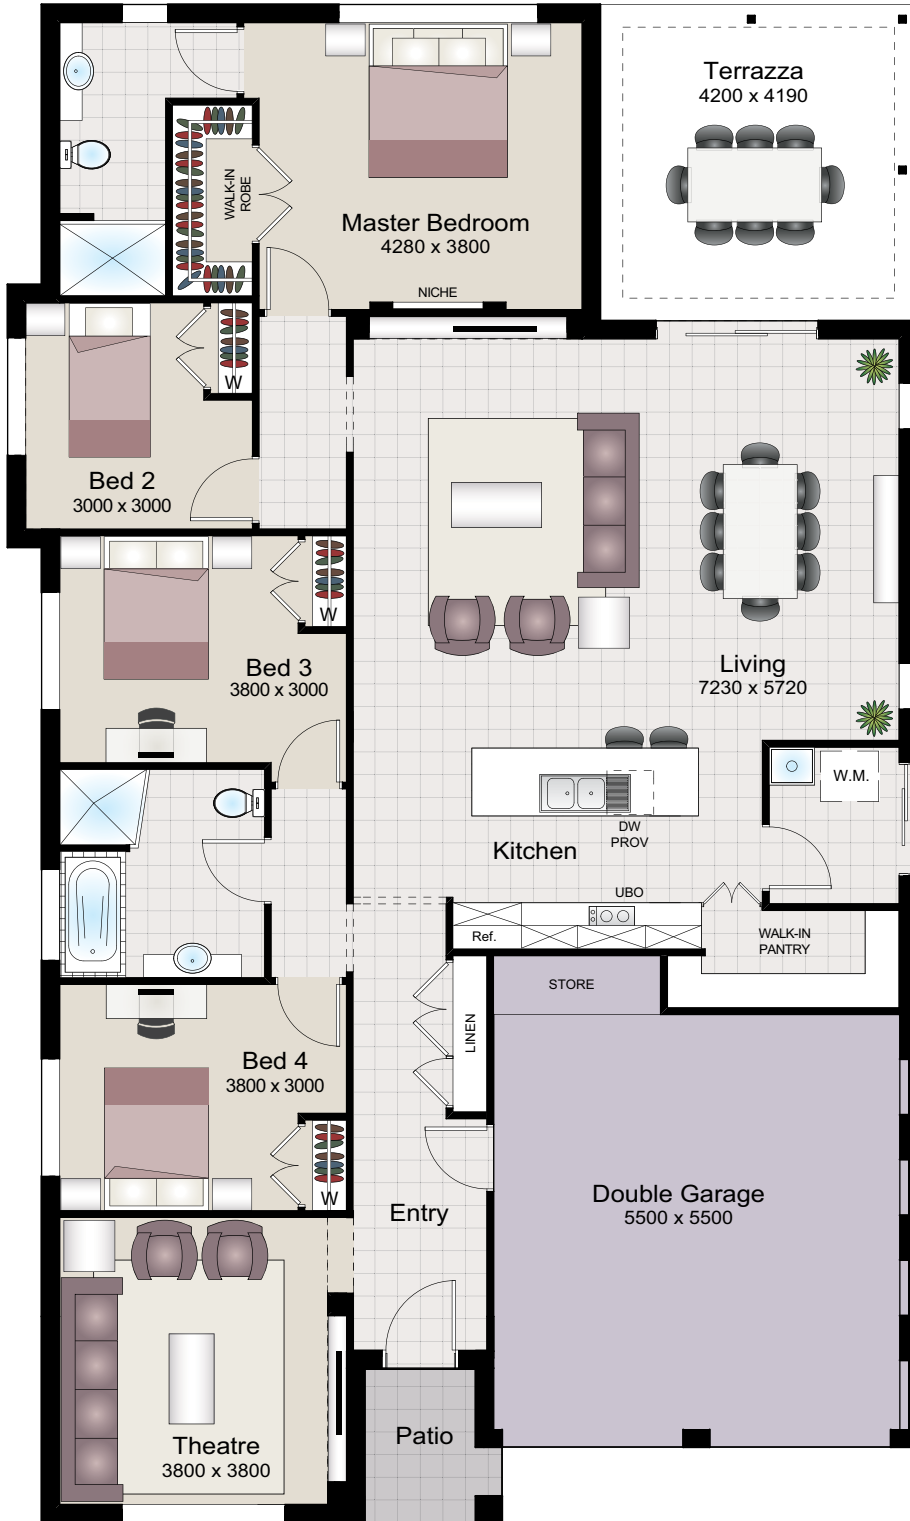 Terrazza
4200 x 4190
WALK-IN
ROBE
Master Bedroom
4280 x 3800
NICHE
W
Bed 2
3000 x 3000
W
Bed 3
3800 x 3000
Living
7230 x 5720
W.M.
DW
PROV
Kitchen
UBO
Ref.
WALK-IN
PANTRY
STORE
LINEN
Bed 4
3800 x 3000
W
Entry
Double Garage
5500 x 5500
Patio
Theatre
3800 x 3800